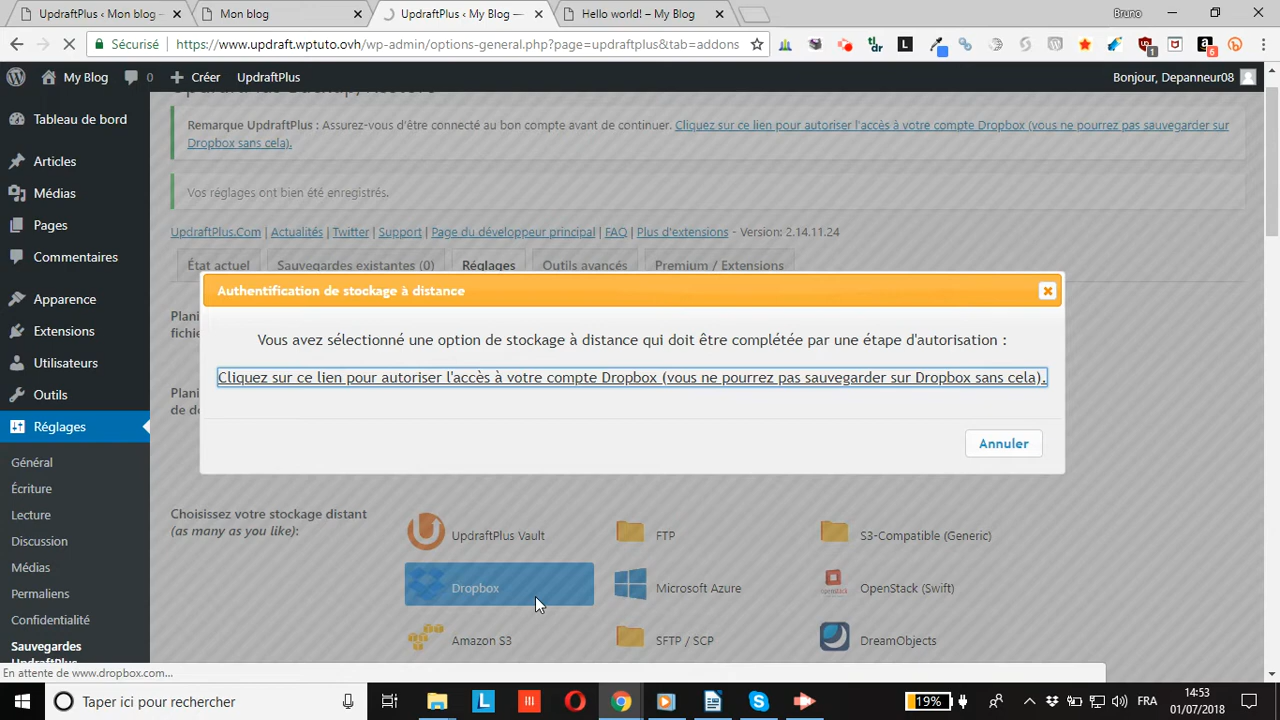 UpdraftPlus ‹ Mon blog –
Mon blog
UpdraftPlus ‹ My Blog —
Hello world! – My Blog
Bruno
Sécurisé
https://www.updraft.wptuto.ovh/wp-admin/options-general.php?page=updraftplus&tab=addons
My Blog
0
Créer
UpdraftPlus
Bonjour, Depanneur08
Tableau de bord
Articles
Médias
Pages
Commentaires
Apparence
Extensions
Utilisateurs
Outils
Réglages
Général
Écriture
Lecture
Discussion
Médias
Permaliens
Confidentialité
Sauvegardes
UpdraftPlus
Remarque UpdraftPlus : Assurez-vous d'être connecté au bon compte avant de continuer. Cliquez sur ce lien pour autoriser l'accès à votre compte Dropbox (vous ne pourrez pas sauvegarder sur
Dropbox sans cela).
Vos réglages ont bien été enregistrés.
UpdraftPlus.Com | Actualités | Twitter | Support | Page du développeur principal | FAQ | Plus d'extensions - Version: 2.14.11.24
État actuel
Sauvegardes existantes (0)
Réglages
Outils avancés
Premium / Extensions
Authentification de stockage à distance
Vous avez sélectionné une option de stockage à distance qui doit être complétée par une étape d'autorisation :
Cliquez sur ce lien pour autoriser l'accès à votre compte Dropbox (vous ne pourrez pas sauvegarder sur Dropbox sans cela).
Annuler
Choisissez votre stockage distant
(as many as you like):
UpdraftPlus Vault
FTP
S3-Compatible (Generic)
Dropbox
Microsoft Azure
OpenStack (Swift)
Amazon S3
SFTP / SCP
DreamObjects
En attente de www.dropbox.com...
Taper ici pour rechercher
19%
FRA
14:53
01/07/2018